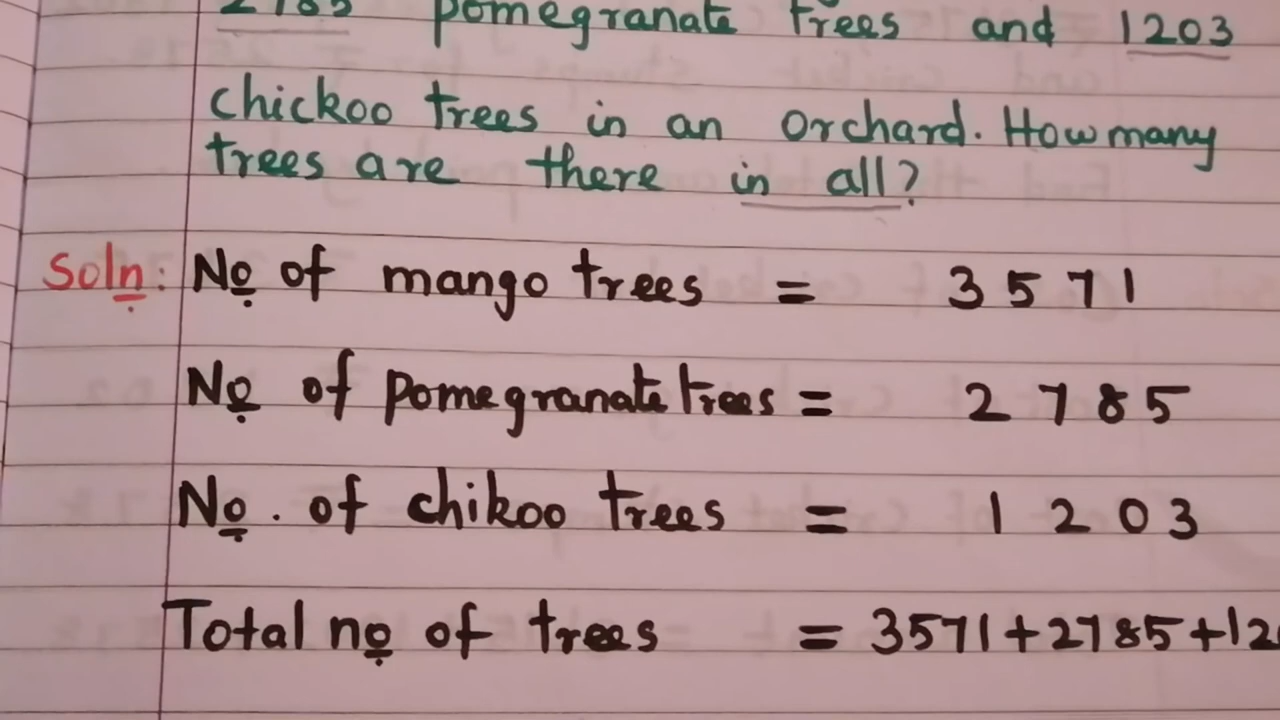 2785 pomegranate trees and 1203
chickoo trees in an orchard. How many
trees are there in all?
Soln: No of mango trees = 3571
No of pomegranate trees = 2785
No. of chikoo trees = 1203
Total no of trees = 3571+2785+12